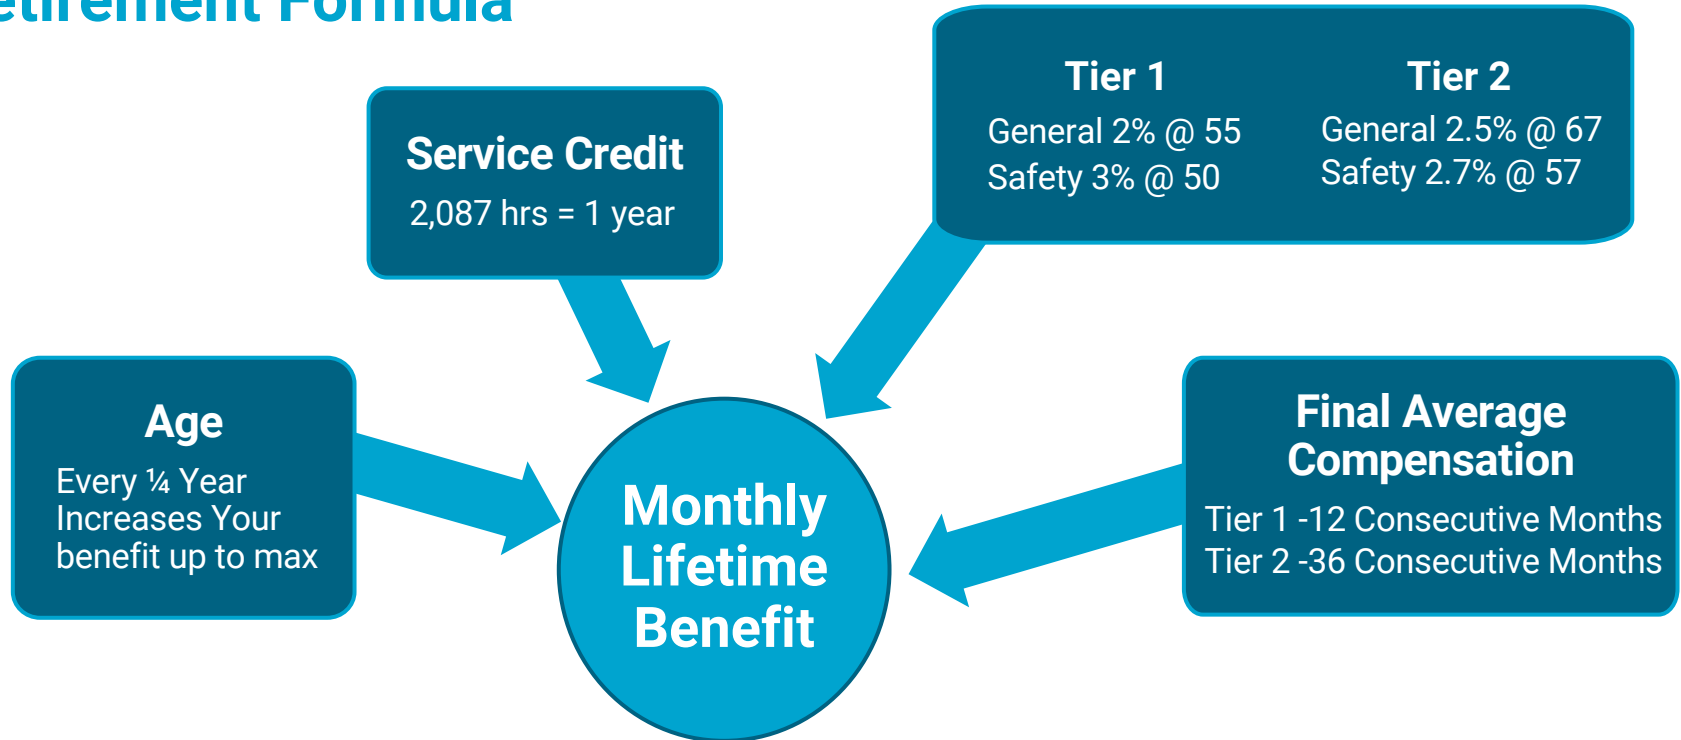 etirement Formula
Tier 1
General 2% @ 55
Safety 3% @ 50
Tier 2
General 2.5% @ 67
Safety 2.7% @ 57
Service Credit
2,087 hrs = 1 year
Age
Every ¼ Year
Increases Your
benefit up to max
Final Average
Compensation
Tier 1 -12 Consecutive Months
Tier 2 -36 Consecutive Months
Monthly
Lifetime
Benefit